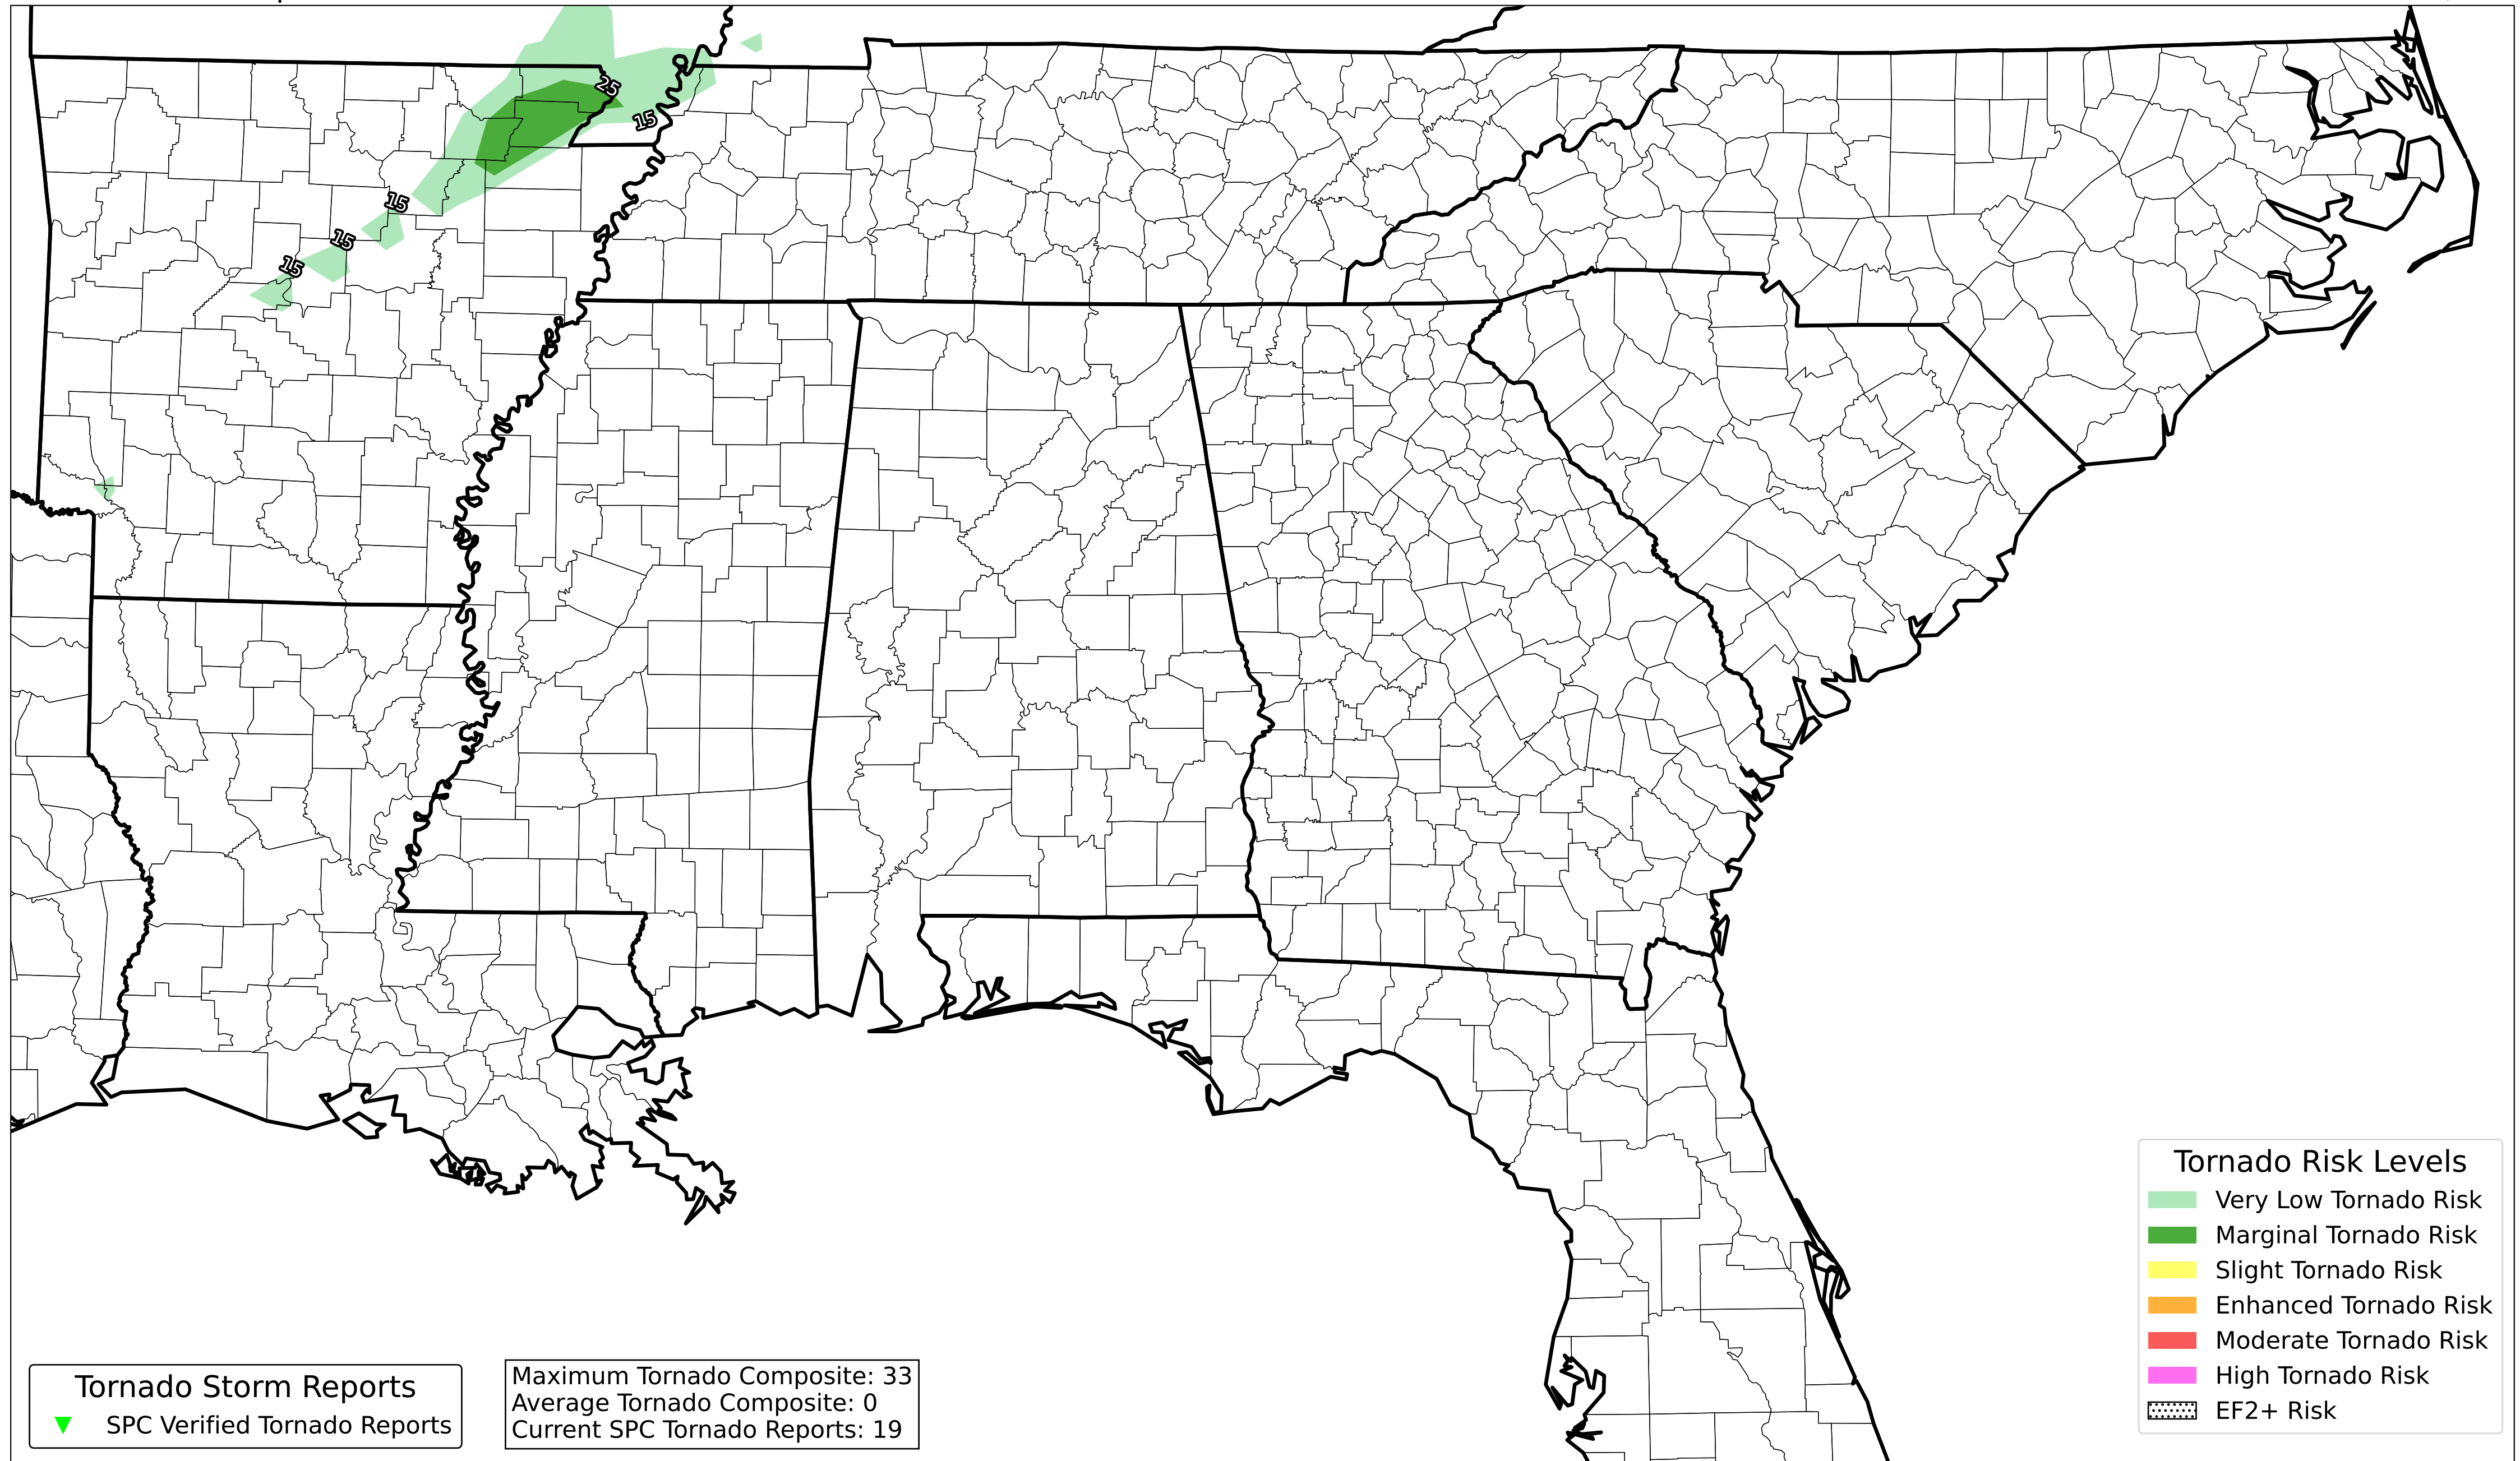 25
15
15
15
15
Tornado Risk Levels
Very Low Tornado Risk
Marginal Tornado Risk
Slight Tornado Risk
Enhanced Tornado Risk
Moderate Tornado Risk
High Tornado Risk
EF2+ Risk
Tornado Storm Reports
SPC Verified Tornado Reports
Maximum Tornado Composite: 33
Average Tornado Composite: 0
Current SPC Tornado Reports: 19